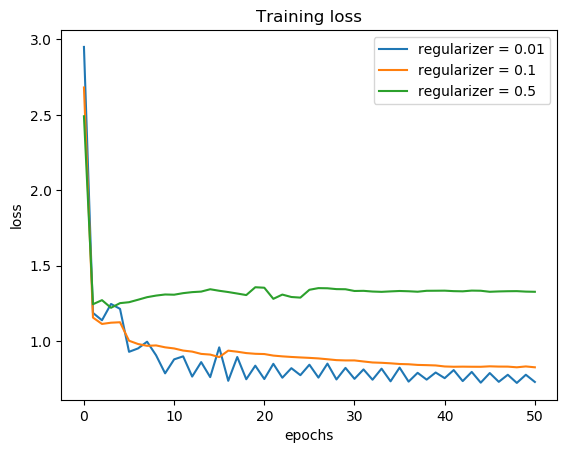 Training loss
regularizer = 0.01
regularizer = 0.1
regularizer = 0.5
3.0
2.5
2.0
1.5
1.0
loss
0
10
20
30
40
50
epochs